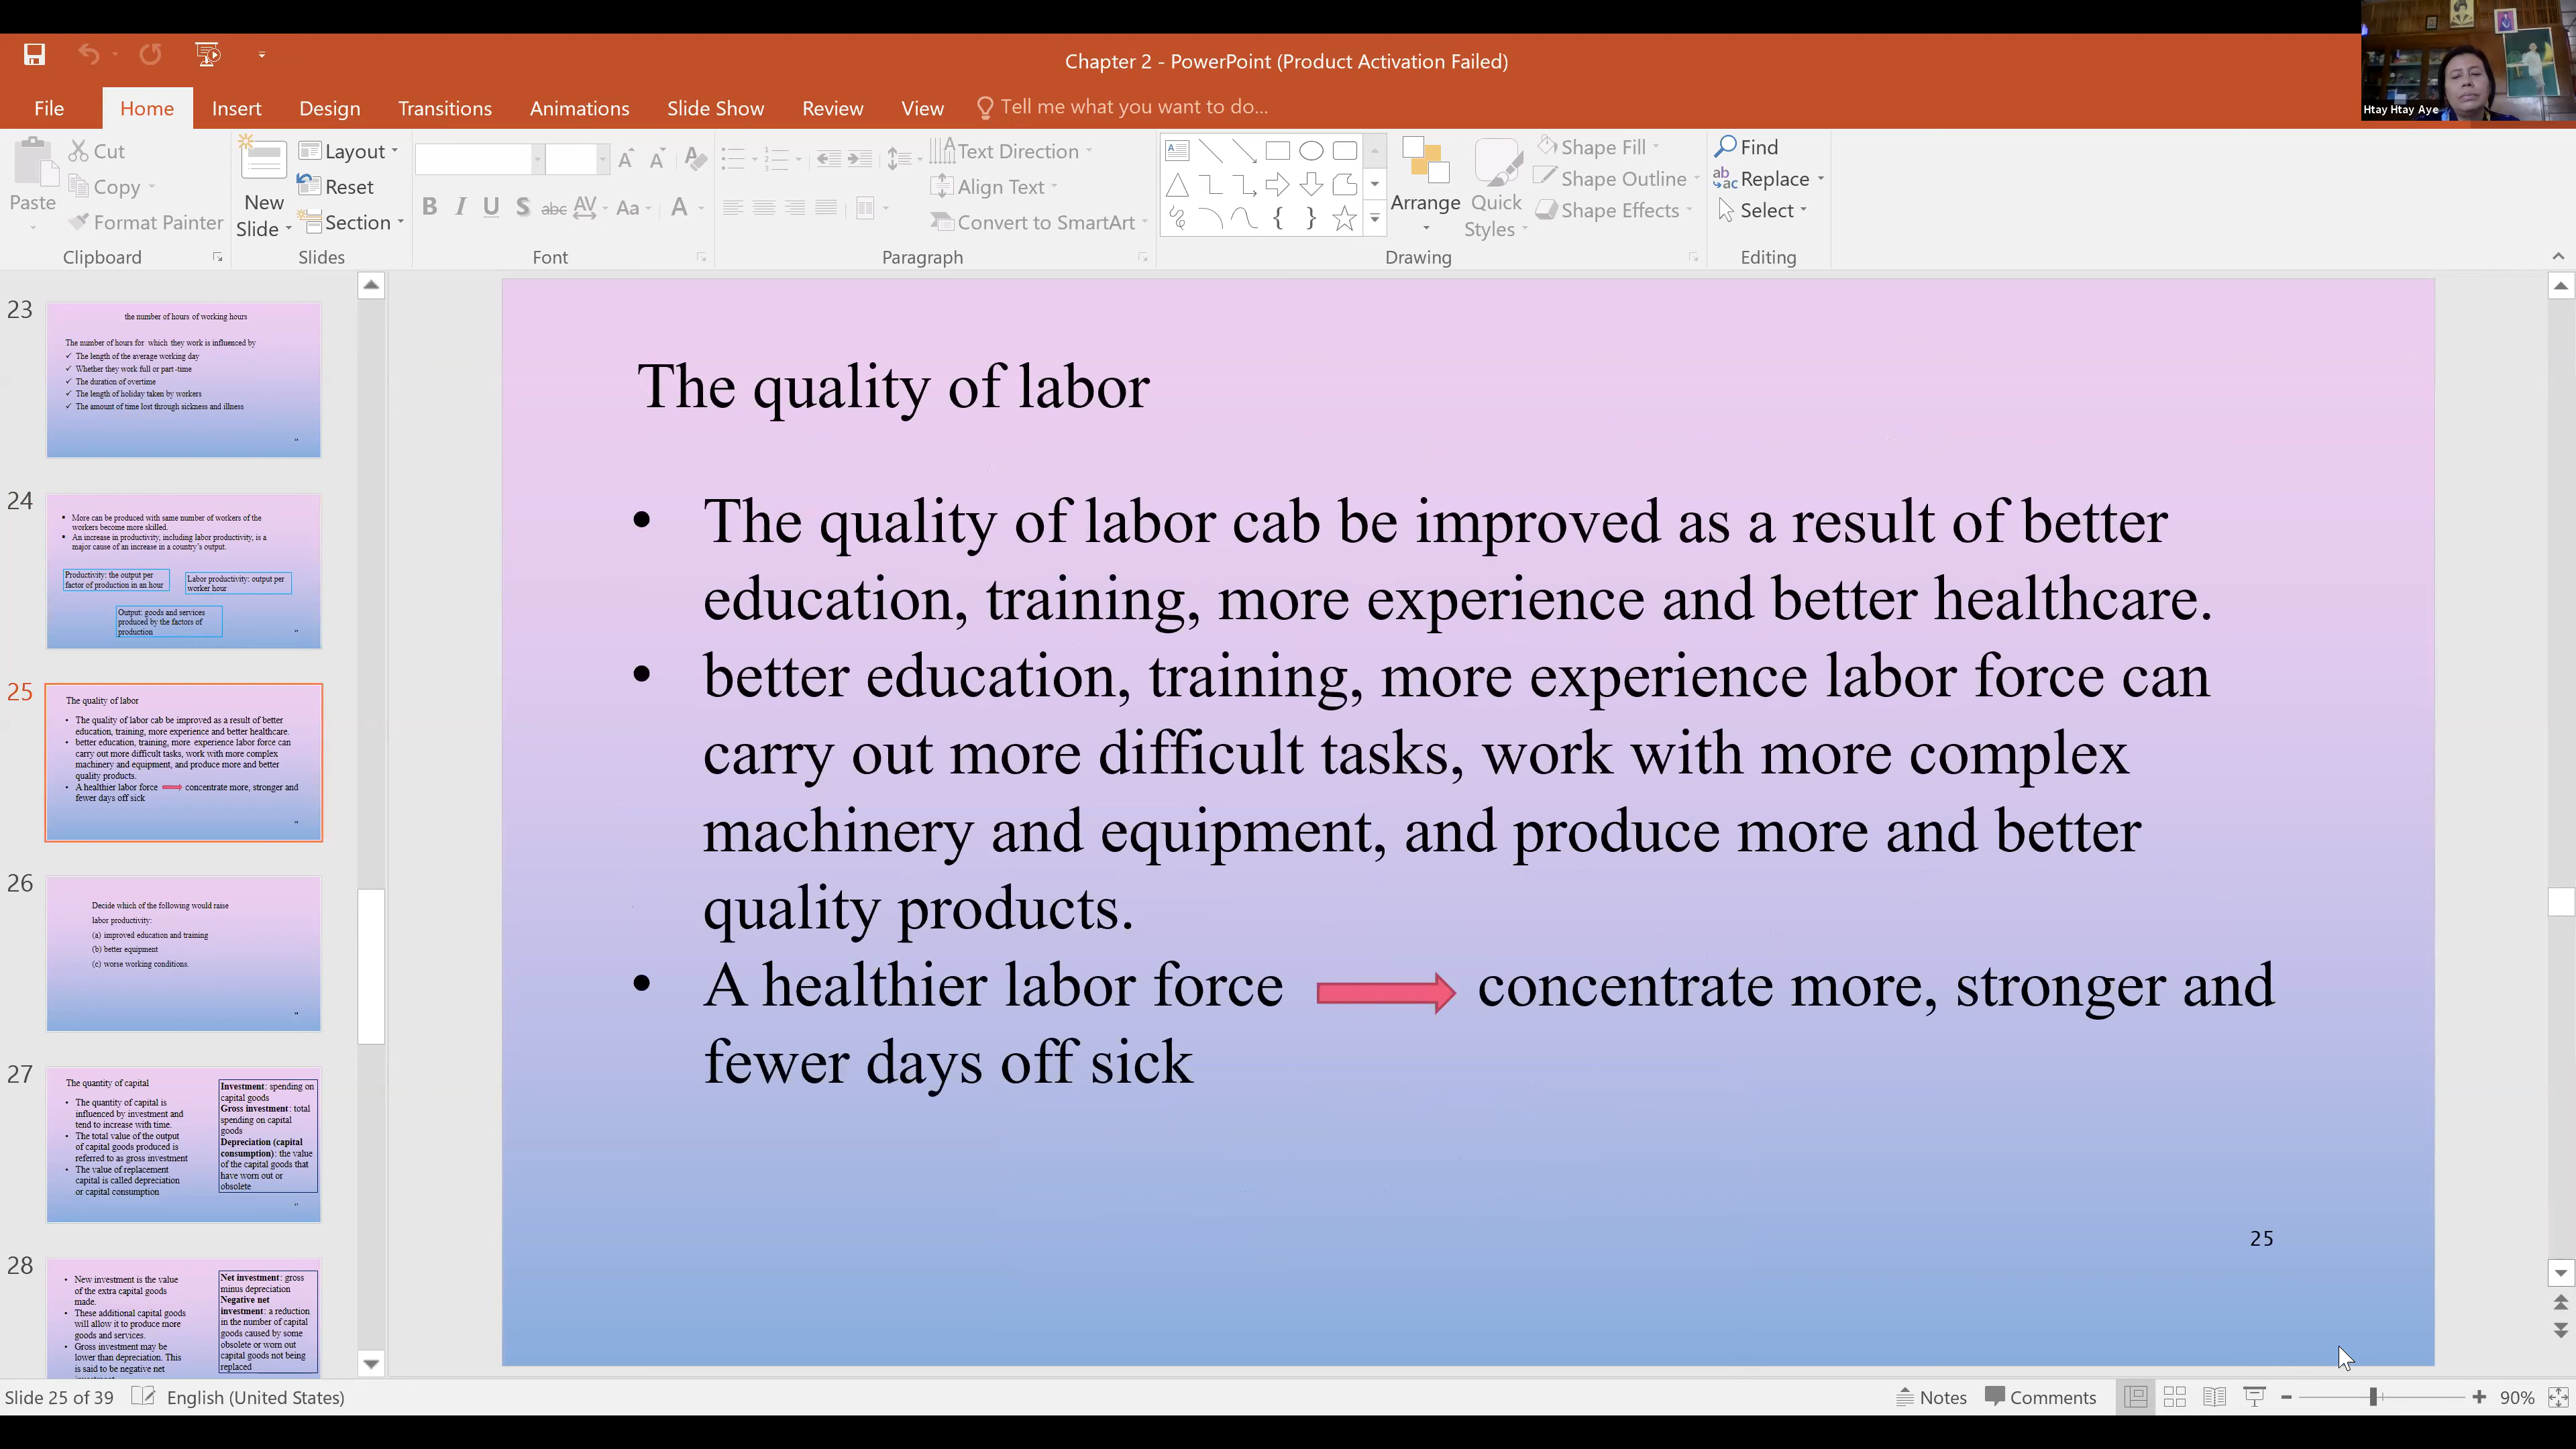 Chapter 2 - PowerPoint (Product Activation Failed)
Htay Htay Aye
File Home Insert Design Transitions Animations Slide Show Review View Tell me what you want to do...
Paste
Cut
Copy
Format Painter
Clipboard
New
Slide
Layout
Reset
Section
Slides
B I U S abc AV Aa A
Font
Text Direction
Align Text
Convert to SmartArt
Paragraph
Arrange
Quick
Styles
Shape Fill
Shape Outline
Shape Effects
Drawing
Find
Replace
Select
Editing
23
the number of hours of working hours
The number of hours for which they work is influenced by
✓ The length of the average working day
✓ Whether they work full or part -time
✓ The duration of overtime
✓ The length of holiday taken by workers
✓ The amount of time lost through sickness and illness
24
• More can be produced with same number of workers of the
workers become more skilled.
• An increase in productivity, including labor productivity, is a
major cause of an increase in a country's output.
Productivity: the output per
factor of production in an hour
Labor productivity: output per
worker hour
Output: goods and services
produced by the factors of
production
25
The quality of labor
• The quality of labor cab be improved as a result of better
education, training, more experience and better healthcare.
• better education, training, more experience labor force can
carry out more difficult tasks, work with more complex
machinery and equipment, and produce more and better
quality products.
• A healthier labor force concentrate more, stronger and
fewer days off sick
26
Decide which of the following would raise
labor productivity:
(a) improved education and training
(b) better equipment
(c) worse working conditions.
27
The quantity of capital
• The quantity of capital is
influenced by investment and
tend to increase with time.
• The total value of the output
of capital goods produced is
referred to as gross investment
• The value of replacement
capital is called depreciation
or capital consumption
Investment: spending on
capital goods
Gross investment: total
spending on capital
goods
Depreciation (capital
consumption): the value
of the capital goods that
have worn out or
obsolete
28
• New investment is the value
of the extra capital goods
made.
• These additional capital goods
will allow it to produce more
goods and services.
• Gross investment may be
lower than depreciation. This
is said to be negative net
Net investment: gross
minus depreciation
Negative net
investment: a reduction
in the number of capital
goods caused by some
obsolete or worn out
capital goods not being
replaced
The quality of labor
• The quality of labor cab be improved as a result of better
education, training, more experience and better healthcare.
• better education, training, more experience labor force can
carry out more difficult tasks, work with more complex
machinery and equipment, and produce more and better
quality products.
• A healthier labor force concentrate more, stronger and
fewer days off sick
25
Slide 25 of 39 English (United States) Notes Comments 90%